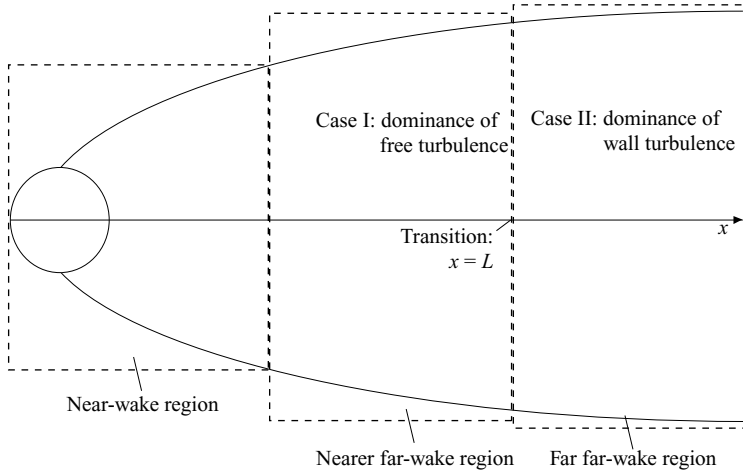 Case I: dominance of
free turbulence
Case II: dominance of
wall turbulence
Transition:
x = L
x
Near-wake region
Nearer far-wake region
Far far-wake region